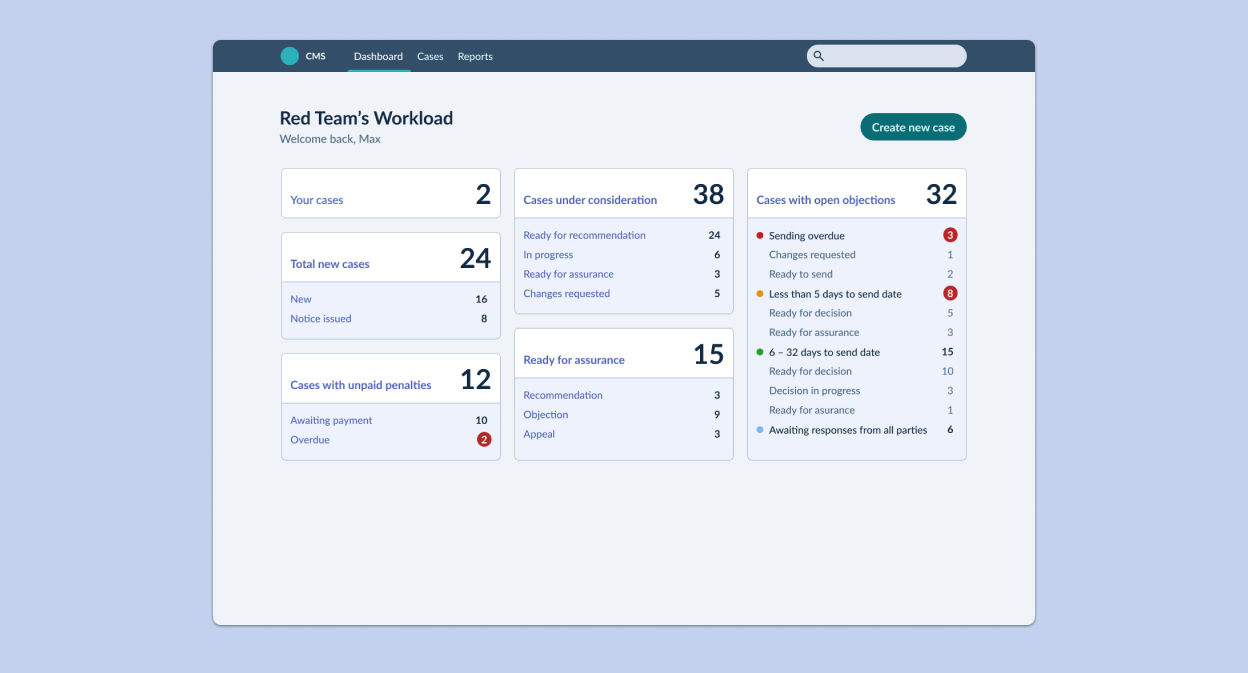 CMS Dashboard Cases Reports
Red Team's Workload
Welcome back, Max
Create new case
Your cases 2
Total new cases 24
New 16
Notice issued 8
Cases with unpaid penalties 12
Awaiting payment 10
Overdue 2
Cases under consideration 38
Ready for recommendation 24
In progress 6
Ready for assurance 3
Changes requested 5
Ready for assurance 15
Recommendation 3
Objection 9
Appeal 3
Cases with open objections 32
Sending overdue 3
Changes requested 1
Ready to send 2
Less than 5 days to send date 8
Ready for decision 5
Ready for assurance 3
6 – 32 days to send date 15
Ready for decision 10
Decision in progress 3
Ready for asurance 1
Awaiting responses from all parties 6